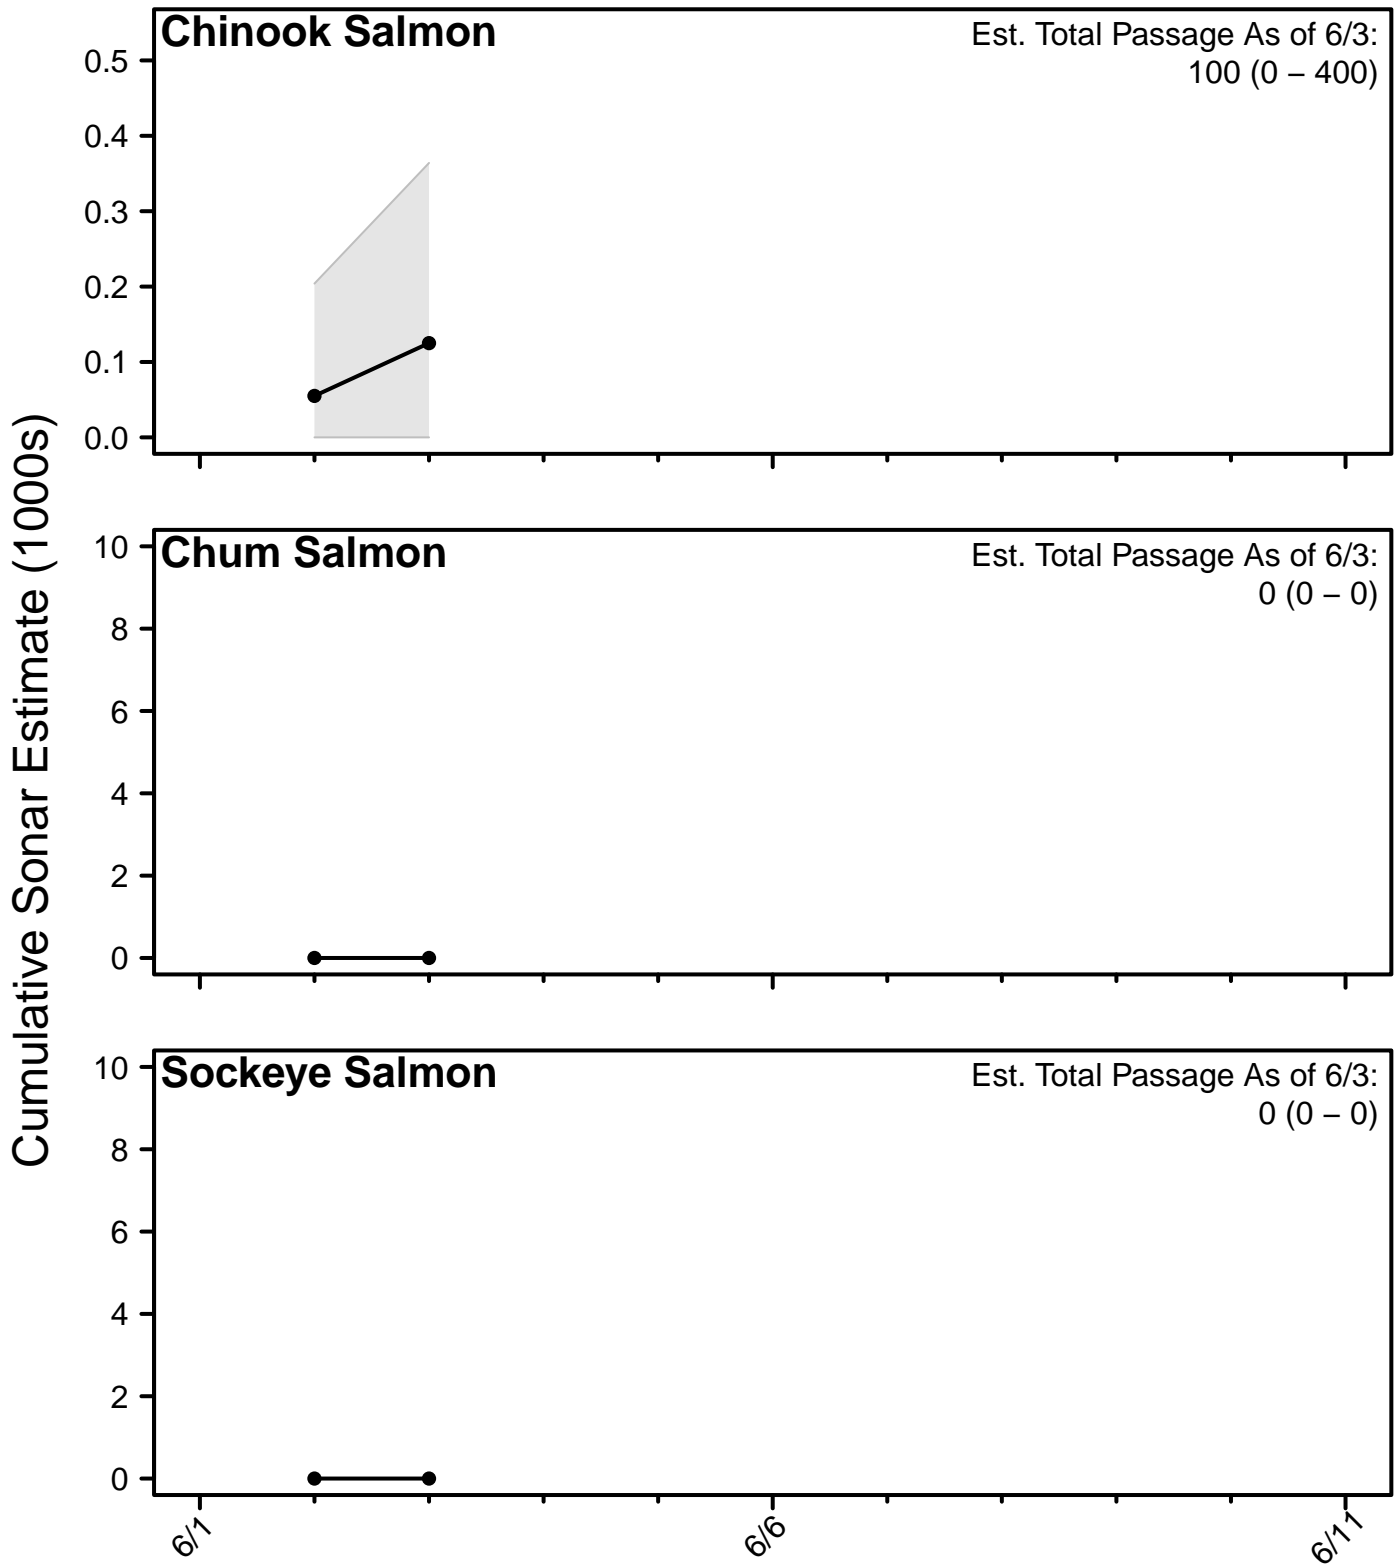 Cumulative Sonar Estimate (1000s)
Chinook Salmon
Est. Total Passage As of 6/3:
100 (0 – 400)
0.5
0.4
0.3
0.2
0.1
0.0
Chum Salmon
Est. Total Passage As of 6/3:
0 (0 – 0)
10
8
6
4
2
0
Sockeye Salmon
Est. Total Passage As of 6/3:
0 (0 – 0)
10
8
6
4
2
0
6/1
6/6
6/11